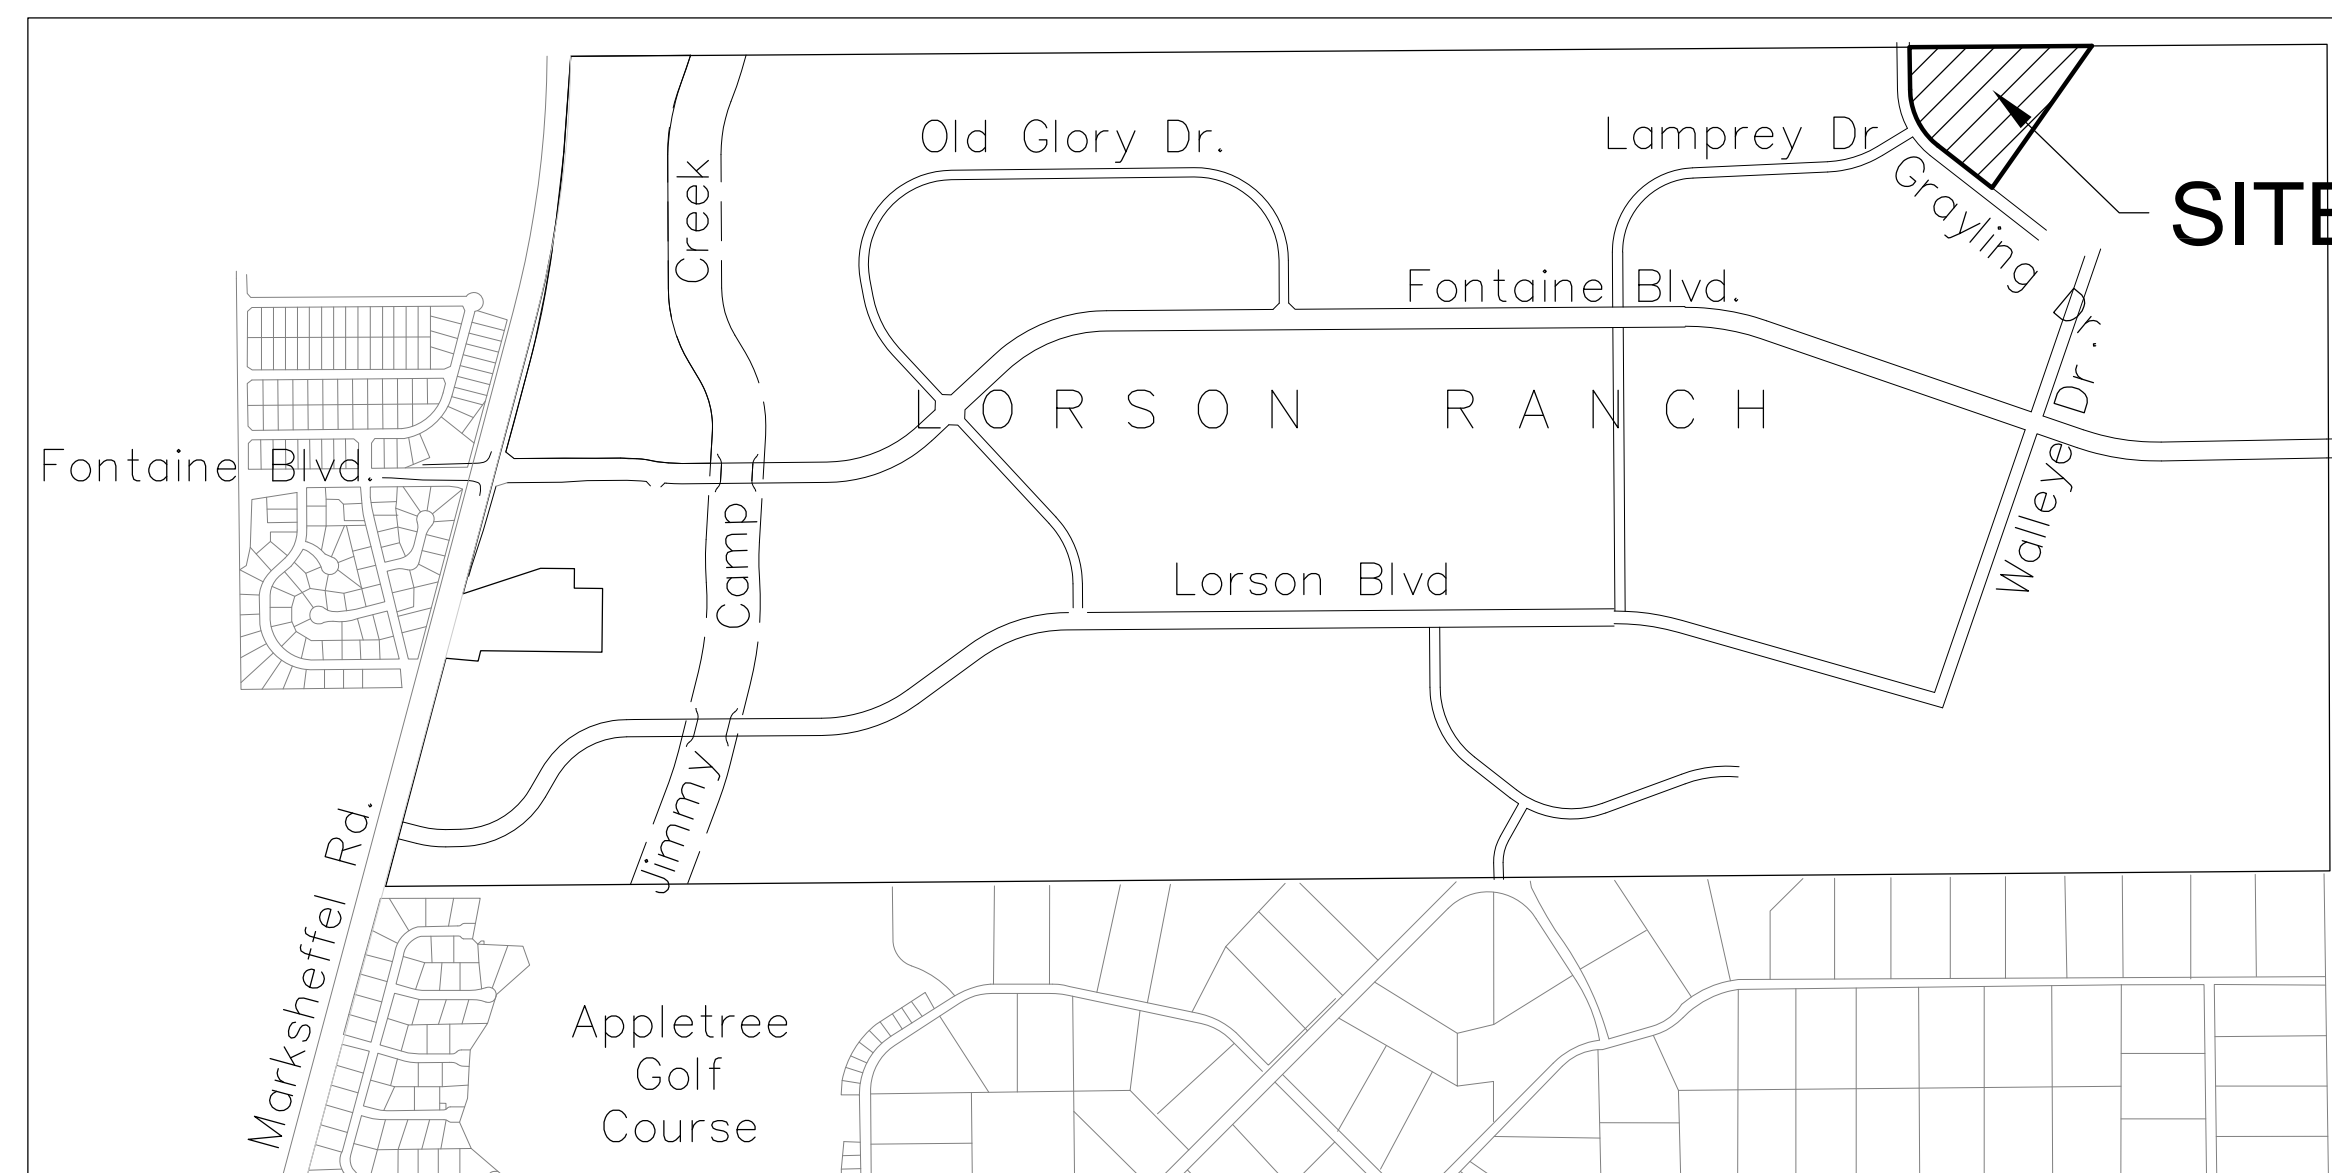 Old Glory Dr.
Lamprey Dr
SITE
Grayling Dr.
Creek
Fontaine Blvd.
LORSON RANCH
Fontaine Blvd.
Walleye Dr.
Camp
Lorson Blvd
Jimmy
Marksheffel Rd.
Appletree
Golf
Course